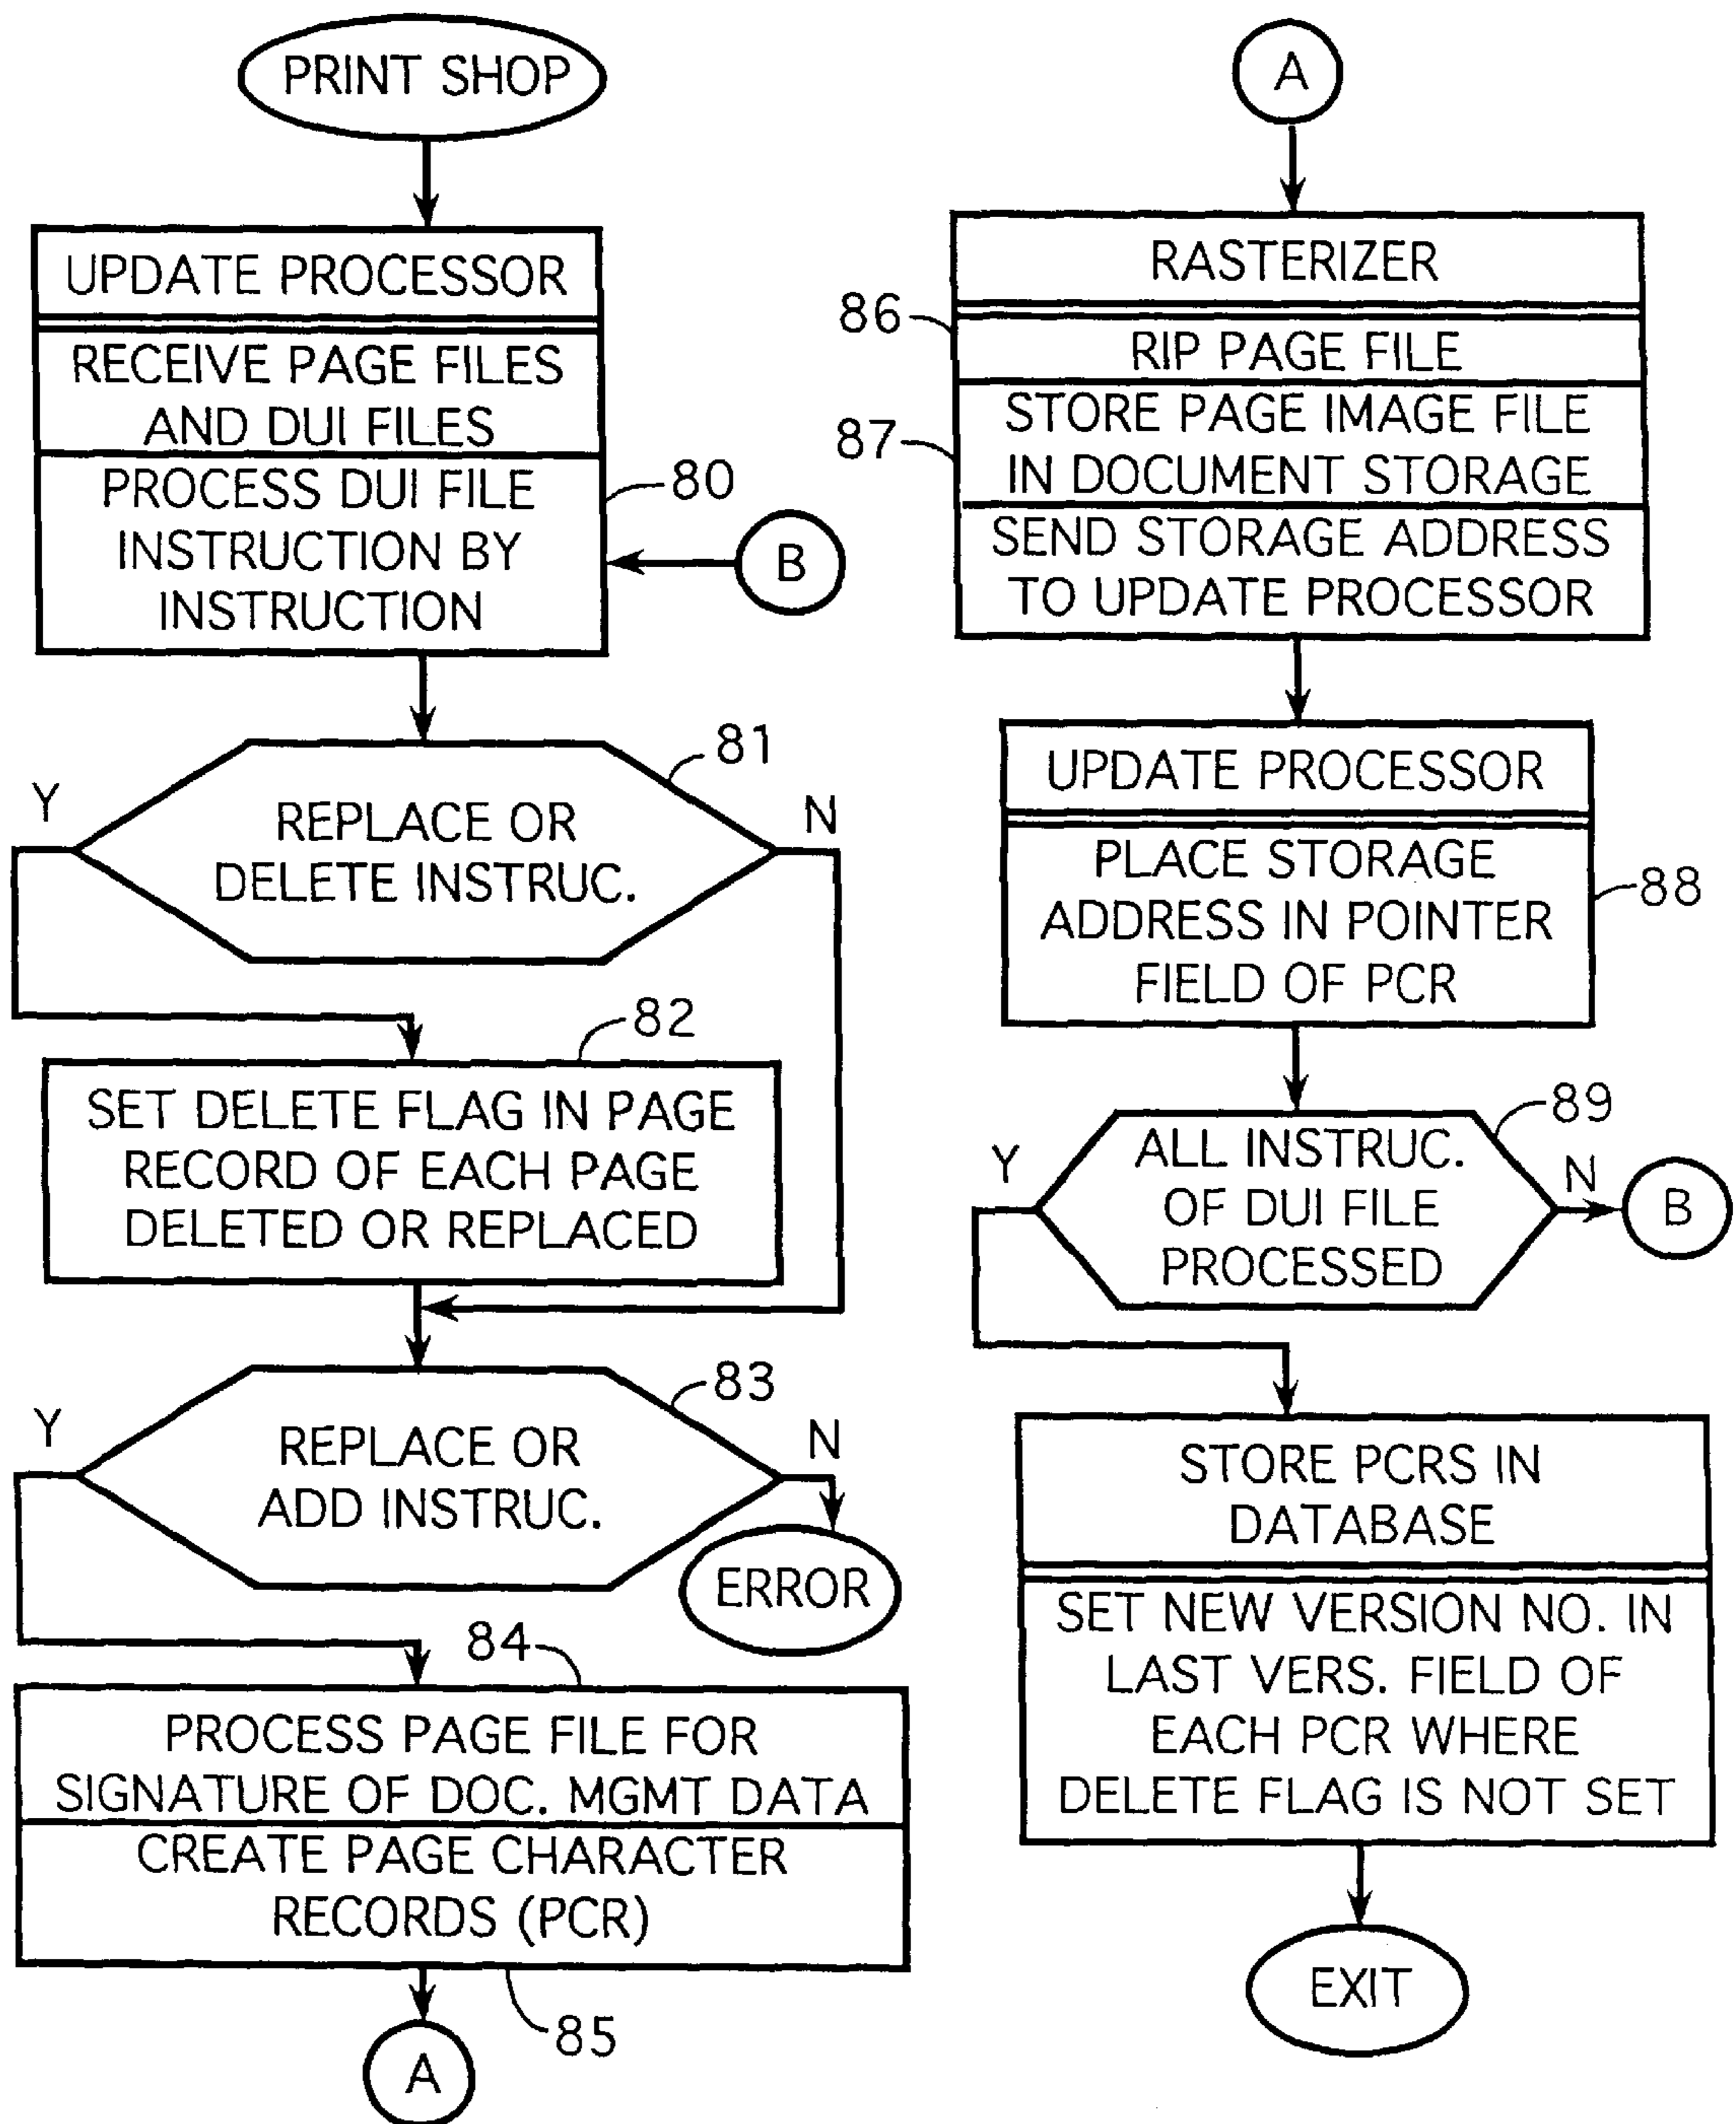 PRINT SHOP
UPDATE PROCESSOR
RECEIVE PAGE FILES
AND DUI FILES
PROCESS DUI FILE
INSTRUCTION BY
INSTRUCTION
80
B
81
Y
N
REPLACE OR
DELETE INSTRUC.
82
SET DELETE FLAG IN PAGE
RECORD OF EACH PAGE
DELETED OR REPLACED
83
Y
N
REPLACE OR
ADD INSTRUC.
ERROR
84
PROCESS PAGE FILE FOR
SIGNATURE OF DOC. MGMT DATA
CREATE PAGE CHARACTER
RECORDS (PCR)
85
A
A
RASTERIZER
86
RIP PAGE FILE
87
STORE PAGE IMAGE FILE
IN DOCUMENT STORAGE
SEND STORAGE ADDRESS
TO UPDATE PROCESSOR
UPDATE PROCESSOR
PLACE STORAGE
ADDRESS IN POINTER
FIELD OF PCR
88
89
Y
N
ALL INSTRUC.
OF DUI FILE
PROCESSED
B
STORE PCRS IN
DATABASE
SET NEW VERSION NO. IN
LAST VERS. FIELD OF
EACH PCR WHERE
DELETE FLAG IS NOT SET
EXIT